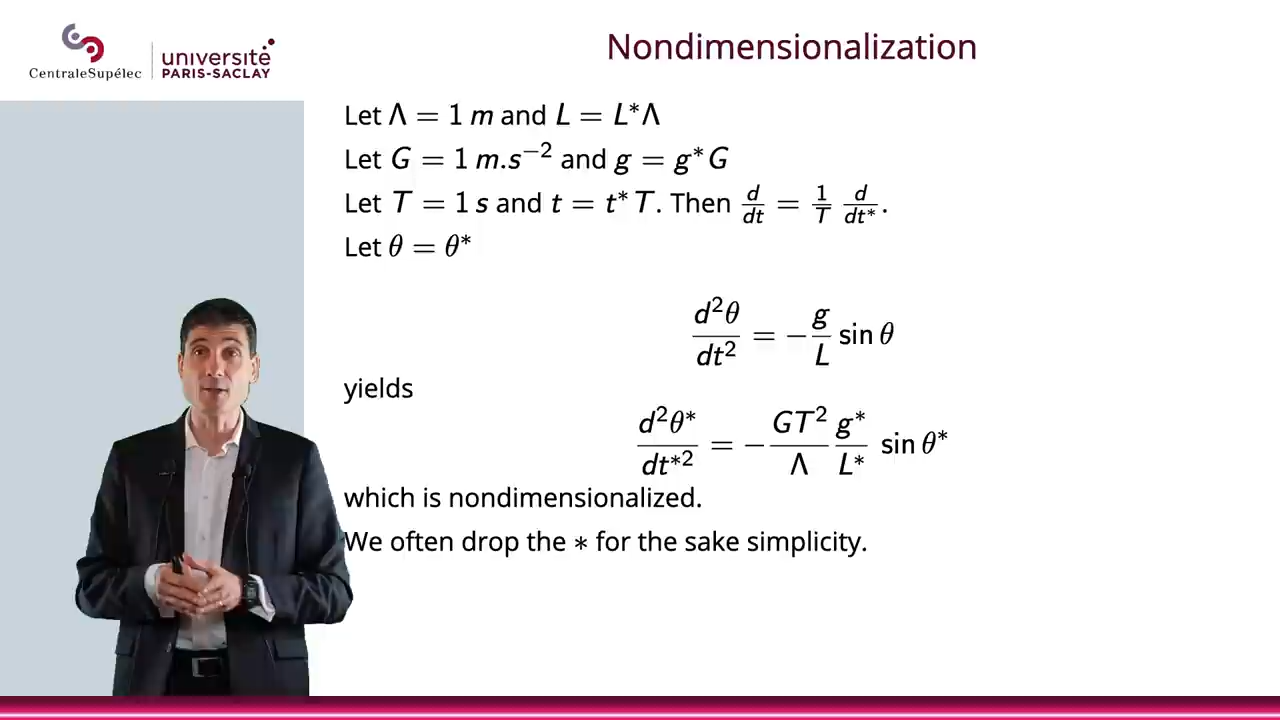 CentraleSupélec
université
PARIS-SACLAY
Nondimensionalization
Let Λ = 1 m and L = L*Λ
Let G = 1 m.s⁻² and g = g*G
Let T = 1 s and t = t*T. Then d/dt = 1/T d/dt*.
Let θ = θ*
d²θ/dt² = −g/L sin θ
yields
d²θ*/dt*² = −GT²/Λ g*/L* sin θ*
which is nondimensionalized.
We often drop the * for the sake simplicity.